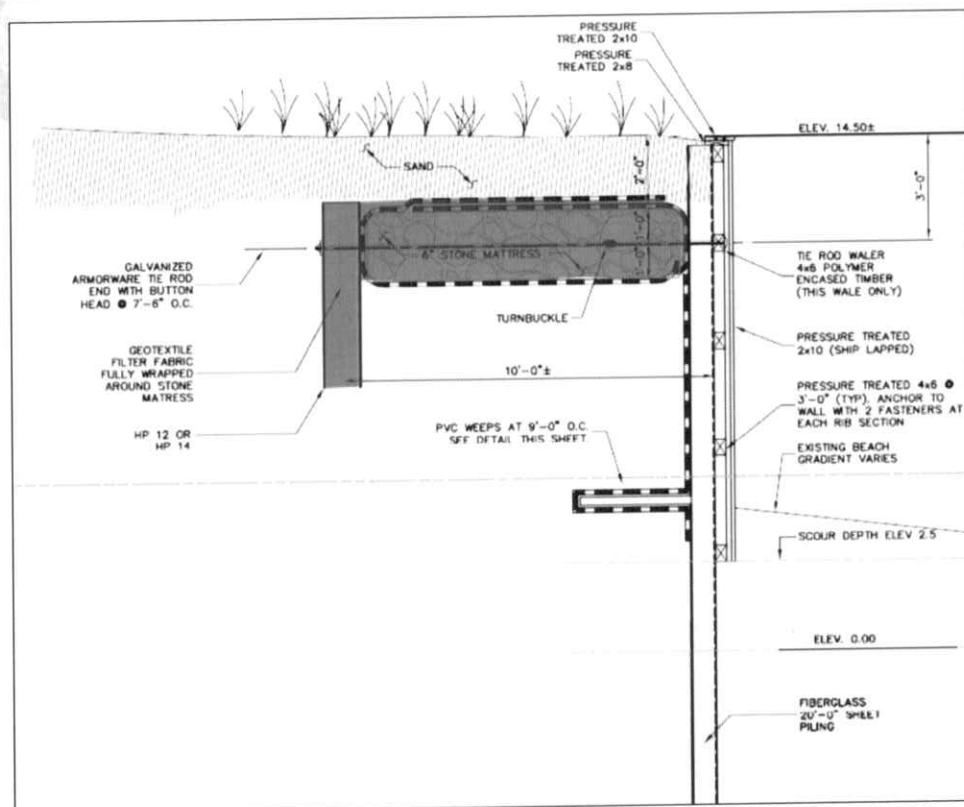 PRESSURE
TREATED 2x10
PRESSURE
TREATED 2x8
ELEV. 14.50±
SAND
2'-0"
3'-0"
1'-0"
1'-0"
6" STONE MATTRESS
GALVANIZED
ARMORWARE TIE ROD
END WITH BUTTON
HEAD @ 7'-6" O.C.
TIE ROD WALER
4x6 POLYMER
ENCASED TIMBER
(THIS WALE ONLY)
TURNBUCKLE
PRESSURE TREATED
2x10 (SHIP LAPPED)
GEOTEXTILE
FILTER FABRIC
FULLY WRAPPED
AROUND STONE
MATRESS
10'-0"±
PRESSURE TREATED 4x6 @
3'-0" (TYP). ANCHOR TO
WALL WITH 2 FASTENERS AT
EACH RIB SECTION
HP 12 OR
HP 14
PVC WEEPS AT 9'-0" O.C.
SEE DETAIL THIS SHEET
EXISTING BEACH
GRADIENT VARIES
SCOUR DEPTH ELEV 2.5
ELEV. 0.00
FIBERGLASS
20'-0" SHEET
PILING